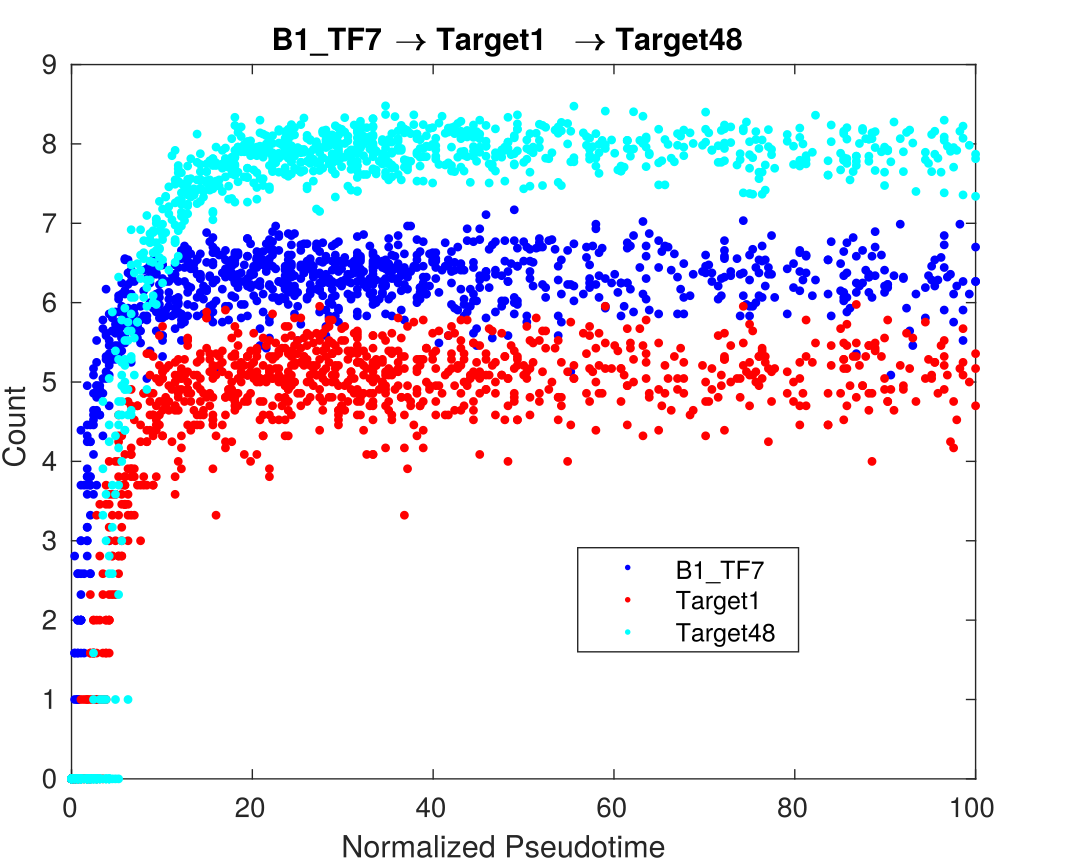 B1_TF7 → Target1 → Target48
9
8
7
6
5
4
3
2
1
0
Count
B1_TF7
Target1
Target48
0 20 40 60 80 100
Normalized Pseudotime